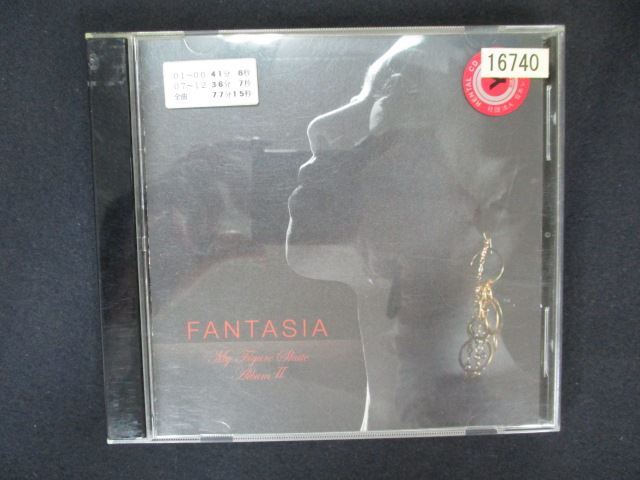 01~06 41分 8秒
07~12 36分 7秒
全曲 77分15秒
16740
RENTAL CD
FANTASIA
My Figure Skate
Album II